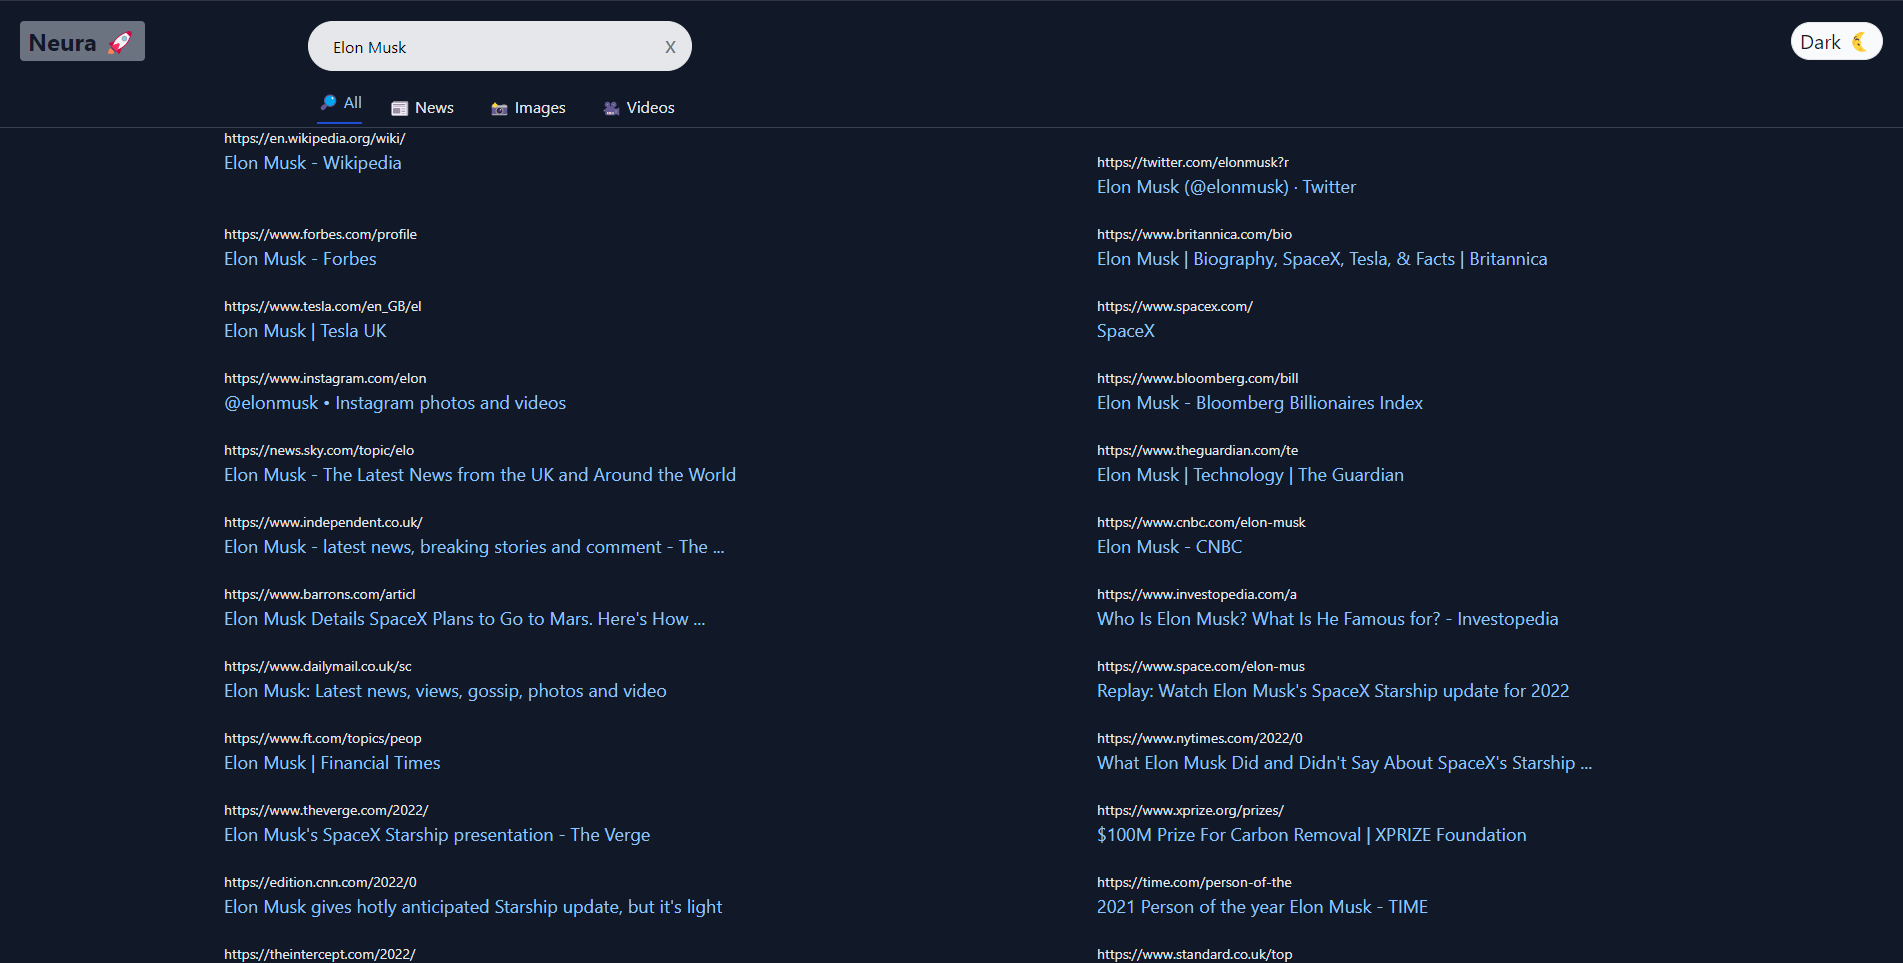 Neura
Elon Musk X
Dark
All News Images Videos
https://en.wikipedia.org/wiki/
Elon Musk - Wikipedia
https://twitter.com/elonmusk?r
Elon Musk (@elonmusk) · Twitter
https://www.forbes.com/profile
Elon Musk - Forbes
https://www.britannica.com/bio
Elon Musk | Biography, SpaceX, Tesla, & Facts | Britannica
https://www.tesla.com/en_GB/el
Elon Musk | Tesla UK
https://www.spacex.com/
SpaceX
https://www.instagram.com/elon
@elonmusk • Instagram photos and videos
https://www.bloomberg.com/bill
Elon Musk - Bloomberg Billionaires Index
https://news.sky.com/topic/elo
Elon Musk - The Latest News from the UK and Around the World
https://www.theguardian.com/te
Elon Musk | Technology | The Guardian
https://www.independent.co.uk/
Elon Musk - latest news, breaking stories and comment - The ...
https://www.cnbc.com/elon-musk
Elon Musk - CNBC
https://www.barrons.com/articl
Elon Musk Details SpaceX Plans to Go to Mars. Here's How ...
https://www.investopedia.com/a
Who Is Elon Musk? What Is He Famous for? - Investopedia
https://www.dailymail.co.uk/sc
Elon Musk: Latest news, views, gossip, photos and video
https://www.space.com/elon-mus
Replay: Watch Elon Musk's SpaceX Starship update for 2022
https://www.ft.com/topics/peop
Elon Musk | Financial Times
https://www.nytimes.com/2022/0
What Elon Musk Did and Didn't Say About SpaceX's Starship ...
https://www.theverge.com/2022/
Elon Musk's SpaceX Starship presentation - The Verge
https://www.xprize.org/prizes/
$100M Prize For Carbon Removal | XPRIZE Foundation
https://edition.cnn.com/2022/0
Elon Musk gives hotly anticipated Starship update, but it's light
https://time.com/person-of-the
2021 Person of the year Elon Musk - TIME
https://theintercept.com/2022/
https://www.standard.co.uk/top